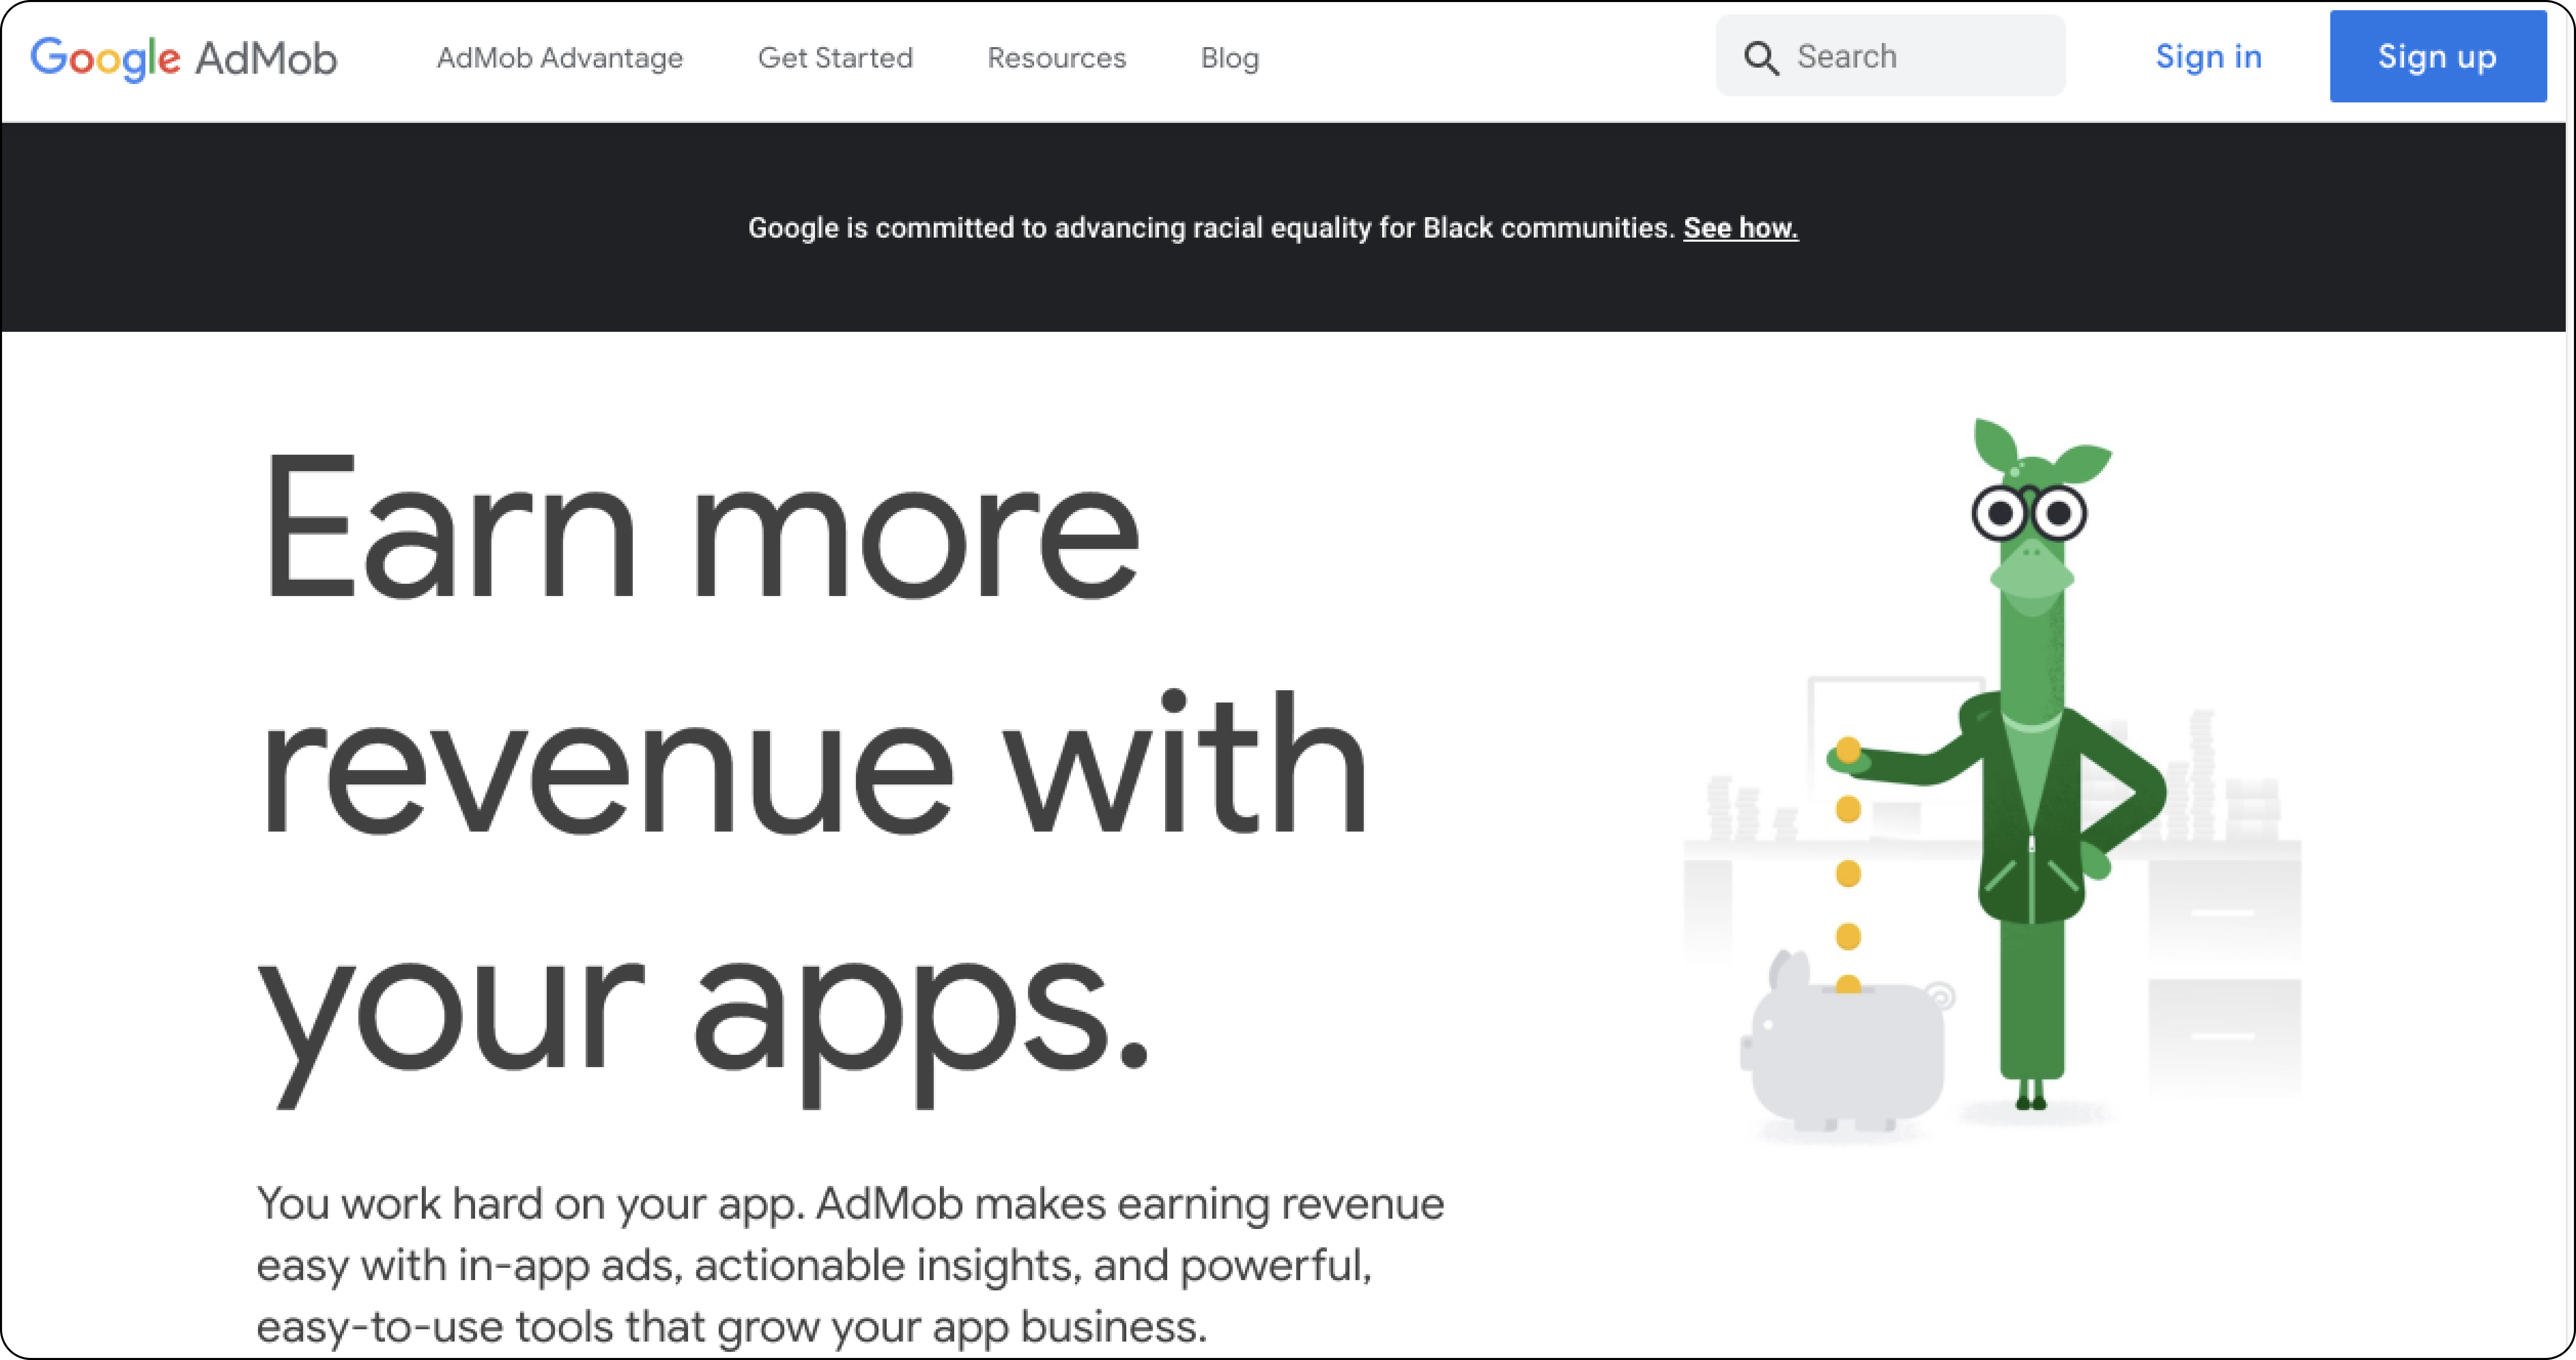 Google AdMob AdMob Advantage Get Started Resources Blog Search Sign in Sign up
Google is committed to advancing racial equality for Black communities. See how.
Earn more
revenue with
your apps.
You work hard on your app. AdMob makes earning revenue
easy with in-app ads, actionable insights, and powerful,
easy-to-use tools that grow your app business.